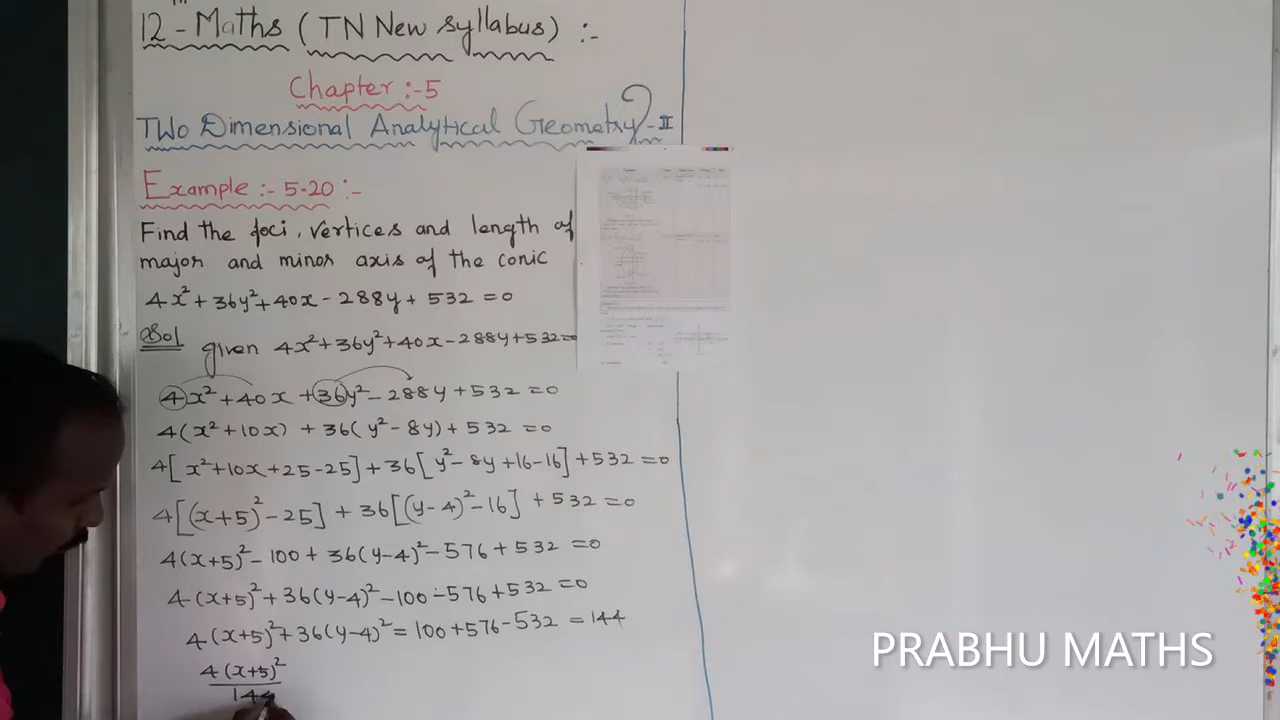 12th - Maths ( TN New syllabus) :-
Chapter :-5
TWo Dimensional Analytical Geometry - II
Example :- 5.20 :-
Find the foci, vertices and length of
major and minor axis of the conic
4x² + 36y² + 40x - 288y + 532 = 0
Sol
given 4x²+36y²+40x-288y+532=0
4x² + 40x + 36y² - 288y + 532 = 0
4(x² + 10x) + 36( y² - 8y) + 532 = 0
4[ x²+10x+25-25] + 36[ y² - 8y +16-16] + 532 = 0
4[(x+5)² - 25] + 36[(y-4)² - 16] + 532 = 0
4(x+5)² - 100 + 36(y-4)² - 576 + 532 = 0
4(x+5)² + 36(y-4)² - 100 - 576 + 532 = 0
4(x+5)² + 36(y-4)² = 100 + 576 - 532 = 144
4(x+5)²
144
PRABHU MATHS